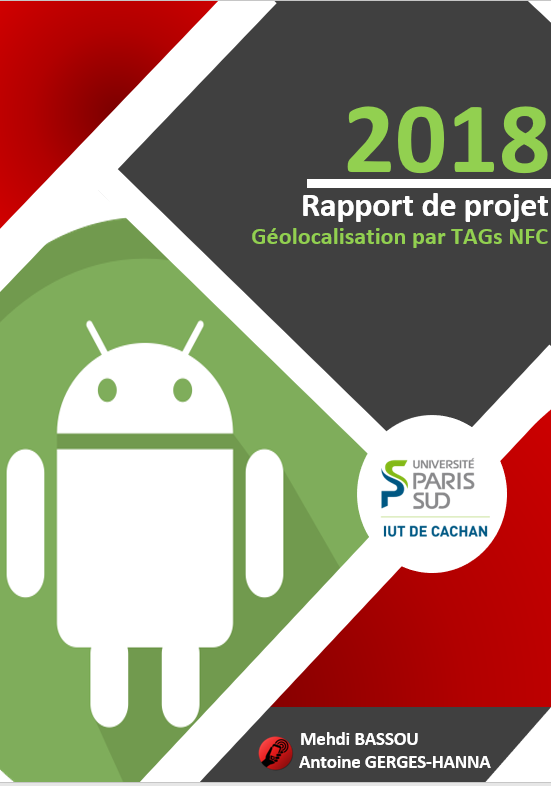 2018
Rapport de projet
Géolocalisation par TAGs NFC
UNIVERSITÉ
PARIS
SUD
IUT DE CACHAN
Mehdi BASSOU
Antoine GERGES-HANNA